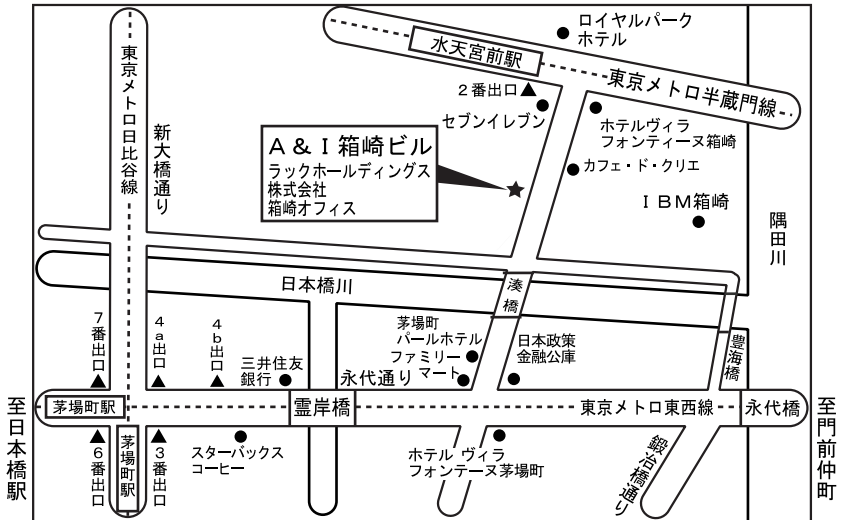 ロイヤルパーク
ホテル
水天宮前駅
東京メトロ半蔵門線
2番出口
セブンイレブン
ホテルヴィラ
フォンティーヌ箱崎
カフェ・ド・クリエ
IBM箱崎
隅田川
東京メトロ日比谷線
新大橋通り
A&I箱崎ビル
ラックホールディングス
株式会社
箱崎オフィス
日本橋川
湊橋
豊海橋
7番出口
4a出口
4b出口
三井住友
銀行
茅場町
パールホテル
ファミリー
マート
日本政策
金融公庫
永代通り
至日本橋駅
茅場町駅
霊岸橋
東京メトロ東西線
永代橋
至門前仲町
6番出口
茅場町駅
3番出口
スターバックス
コーヒー
ホテル ヴィラ
フォンテーヌ茅場町
鍛冶橋通り